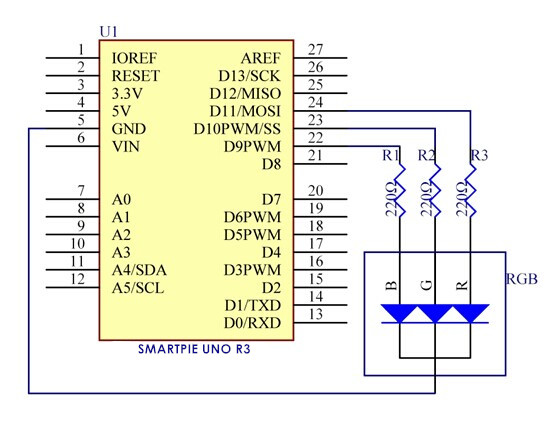 U1
1 IOREF AREF 27
2 RESET D13/SCK 26
3 3.3V D12/MISO 25
4 5V D11/MOSI 24
5 GND D10PWM/SS 23
6 VIN D9PWM 22
D8 21
7 A0 D7 20
8 A1 D6PWM 19
9 A2 D5PWM 18
10 A3 D4 17
11 A4/SDA D3PWM 16
12 A5/SCL D2 15
D1/TXD 14
D0/RXD 13
SMARTPIE UNO R3
R1 R2 R3
220Ω 220Ω 220Ω
B G R
RGB